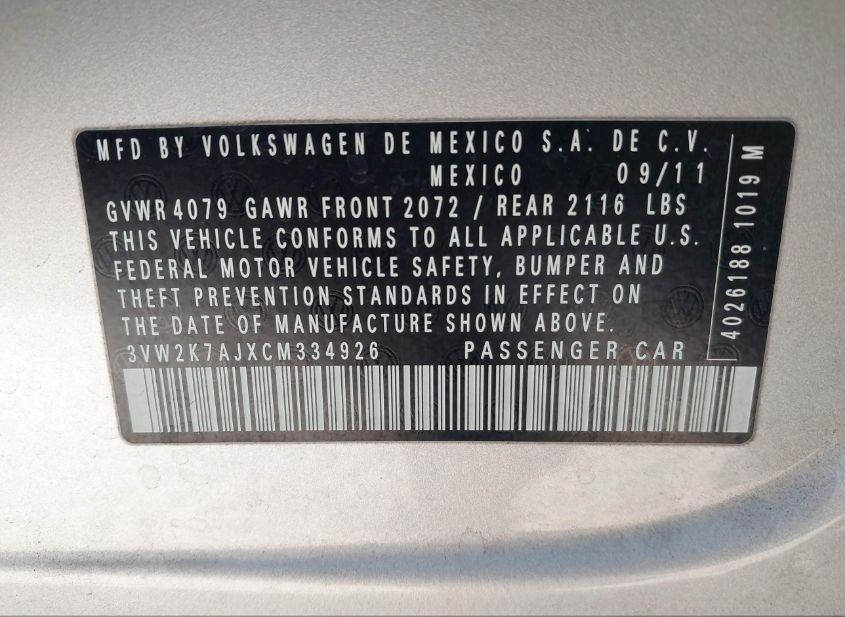 MFD BY VOLKSWAGEN DE MEXICO S.A. DE C.V.
MEXICO 09/11
GVWR 4079 GAWR FRONT 2072 / REAR 2116 LBS
THIS VEHICLE CONFORMS TO ALL APPLICABLE U.S.
FEDERAL MOTOR VEHICLE SAFETY, BUMPER AND
THEFT PREVENTION STANDARDS IN EFFECT ON
THE DATE OF MANUFACTURE SHOWN ABOVE.
3VW2K7AJXCM334926 PASSENGER CAR
4026188 1019 M